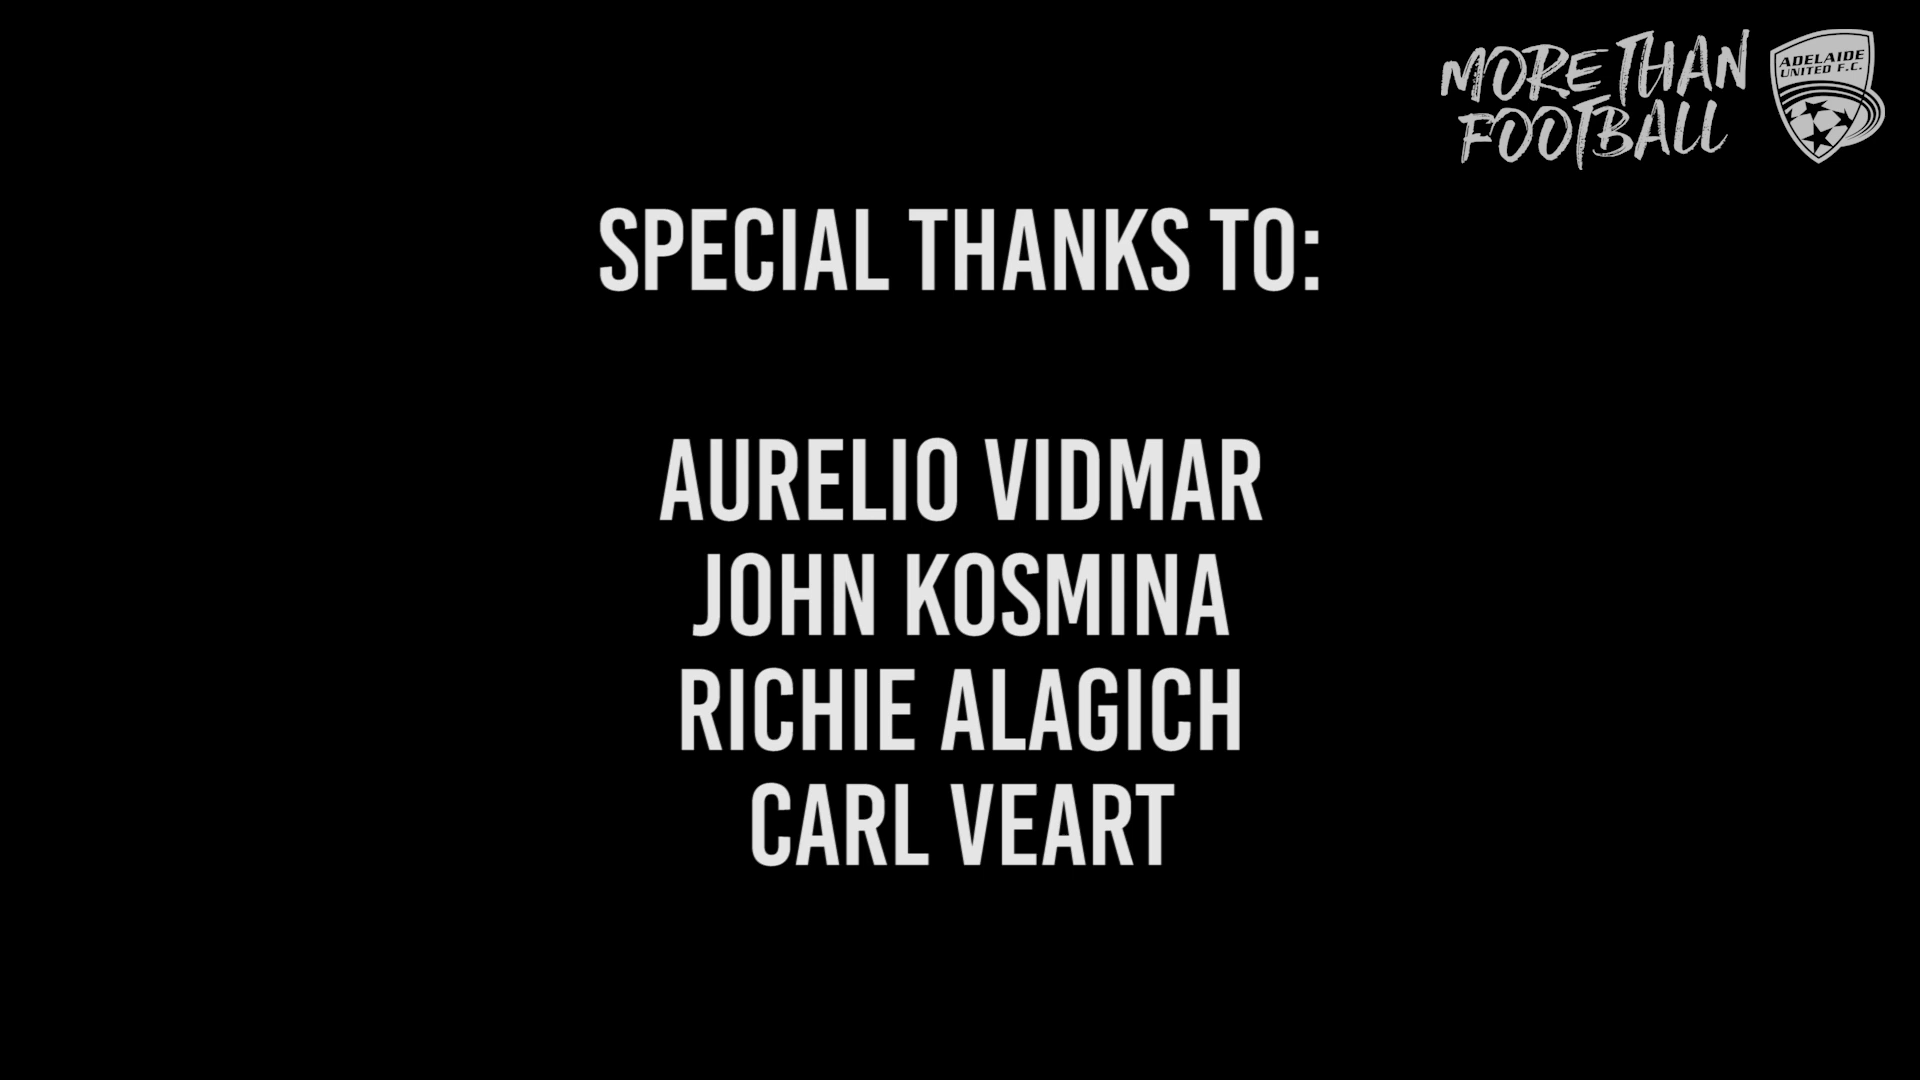 MORE THAN
FOOTBALL
ADELAIDE
UNITED F.C.
SPECIAL THANKS TO:
AURELIO VIDMAR
JOHN KOSMINA
RICHIE ALAGICH
CARL VEART